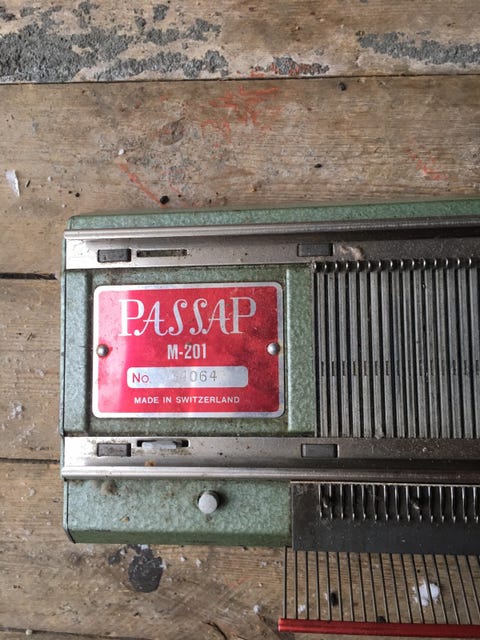 PASSAP
M-201
No.
MADE IN SWITZERLAND